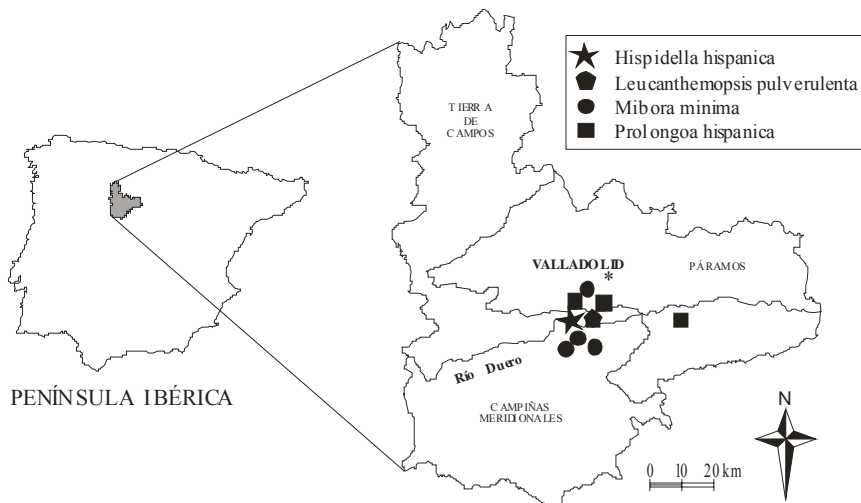 Hispidella hispanica
Leucanthemopsis pulverulenta
Mibora minima
Prolongoa hispanica
TIERRA
DE
CAMPOS
VALLADOLID
*
PÁRAMOS
Río Duero
PENÍNSULA IBÉRICA
CAMPIÑAS
MERIDIONALES
N
0 10 20 km